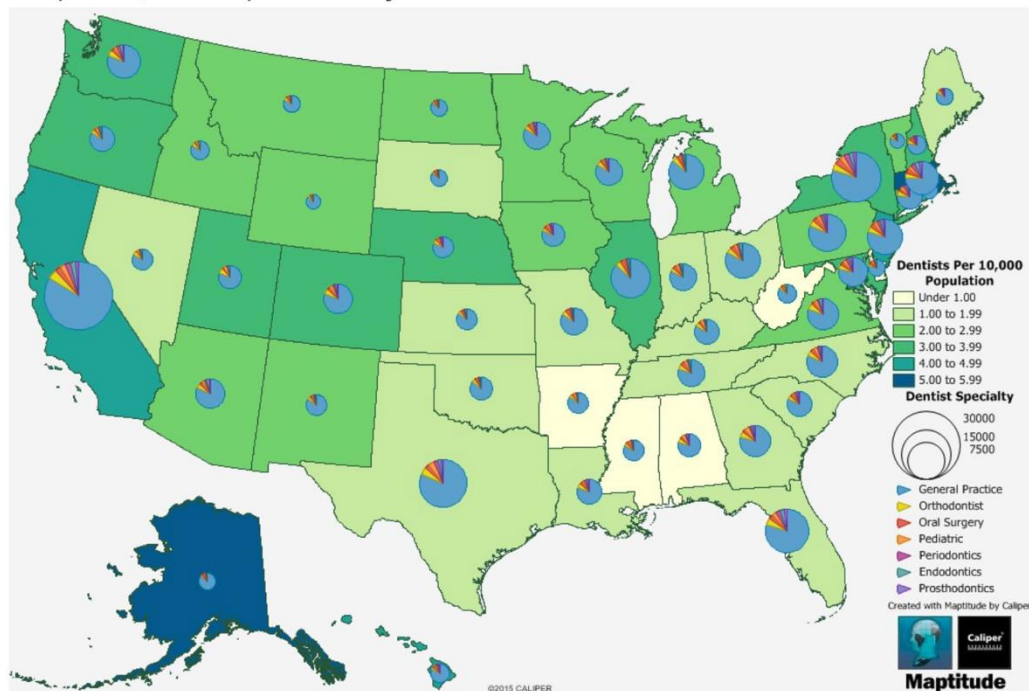 Dentists Per 10,000
Population
Under 1.00
1.00 to 1.99
2.00 to 2.99
3.00 to 3.99
4.00 to 4.99
5.00 to 5.99
Dentist Specialty
30000
15000
7500
General Practice
Orthodontist
Oral Surgery
Pediatric
Periodontics
Endodontics
Prosthodontics
Created with Maptitude by Caliper
Caliper
Maptitude
©2015 CALIPER